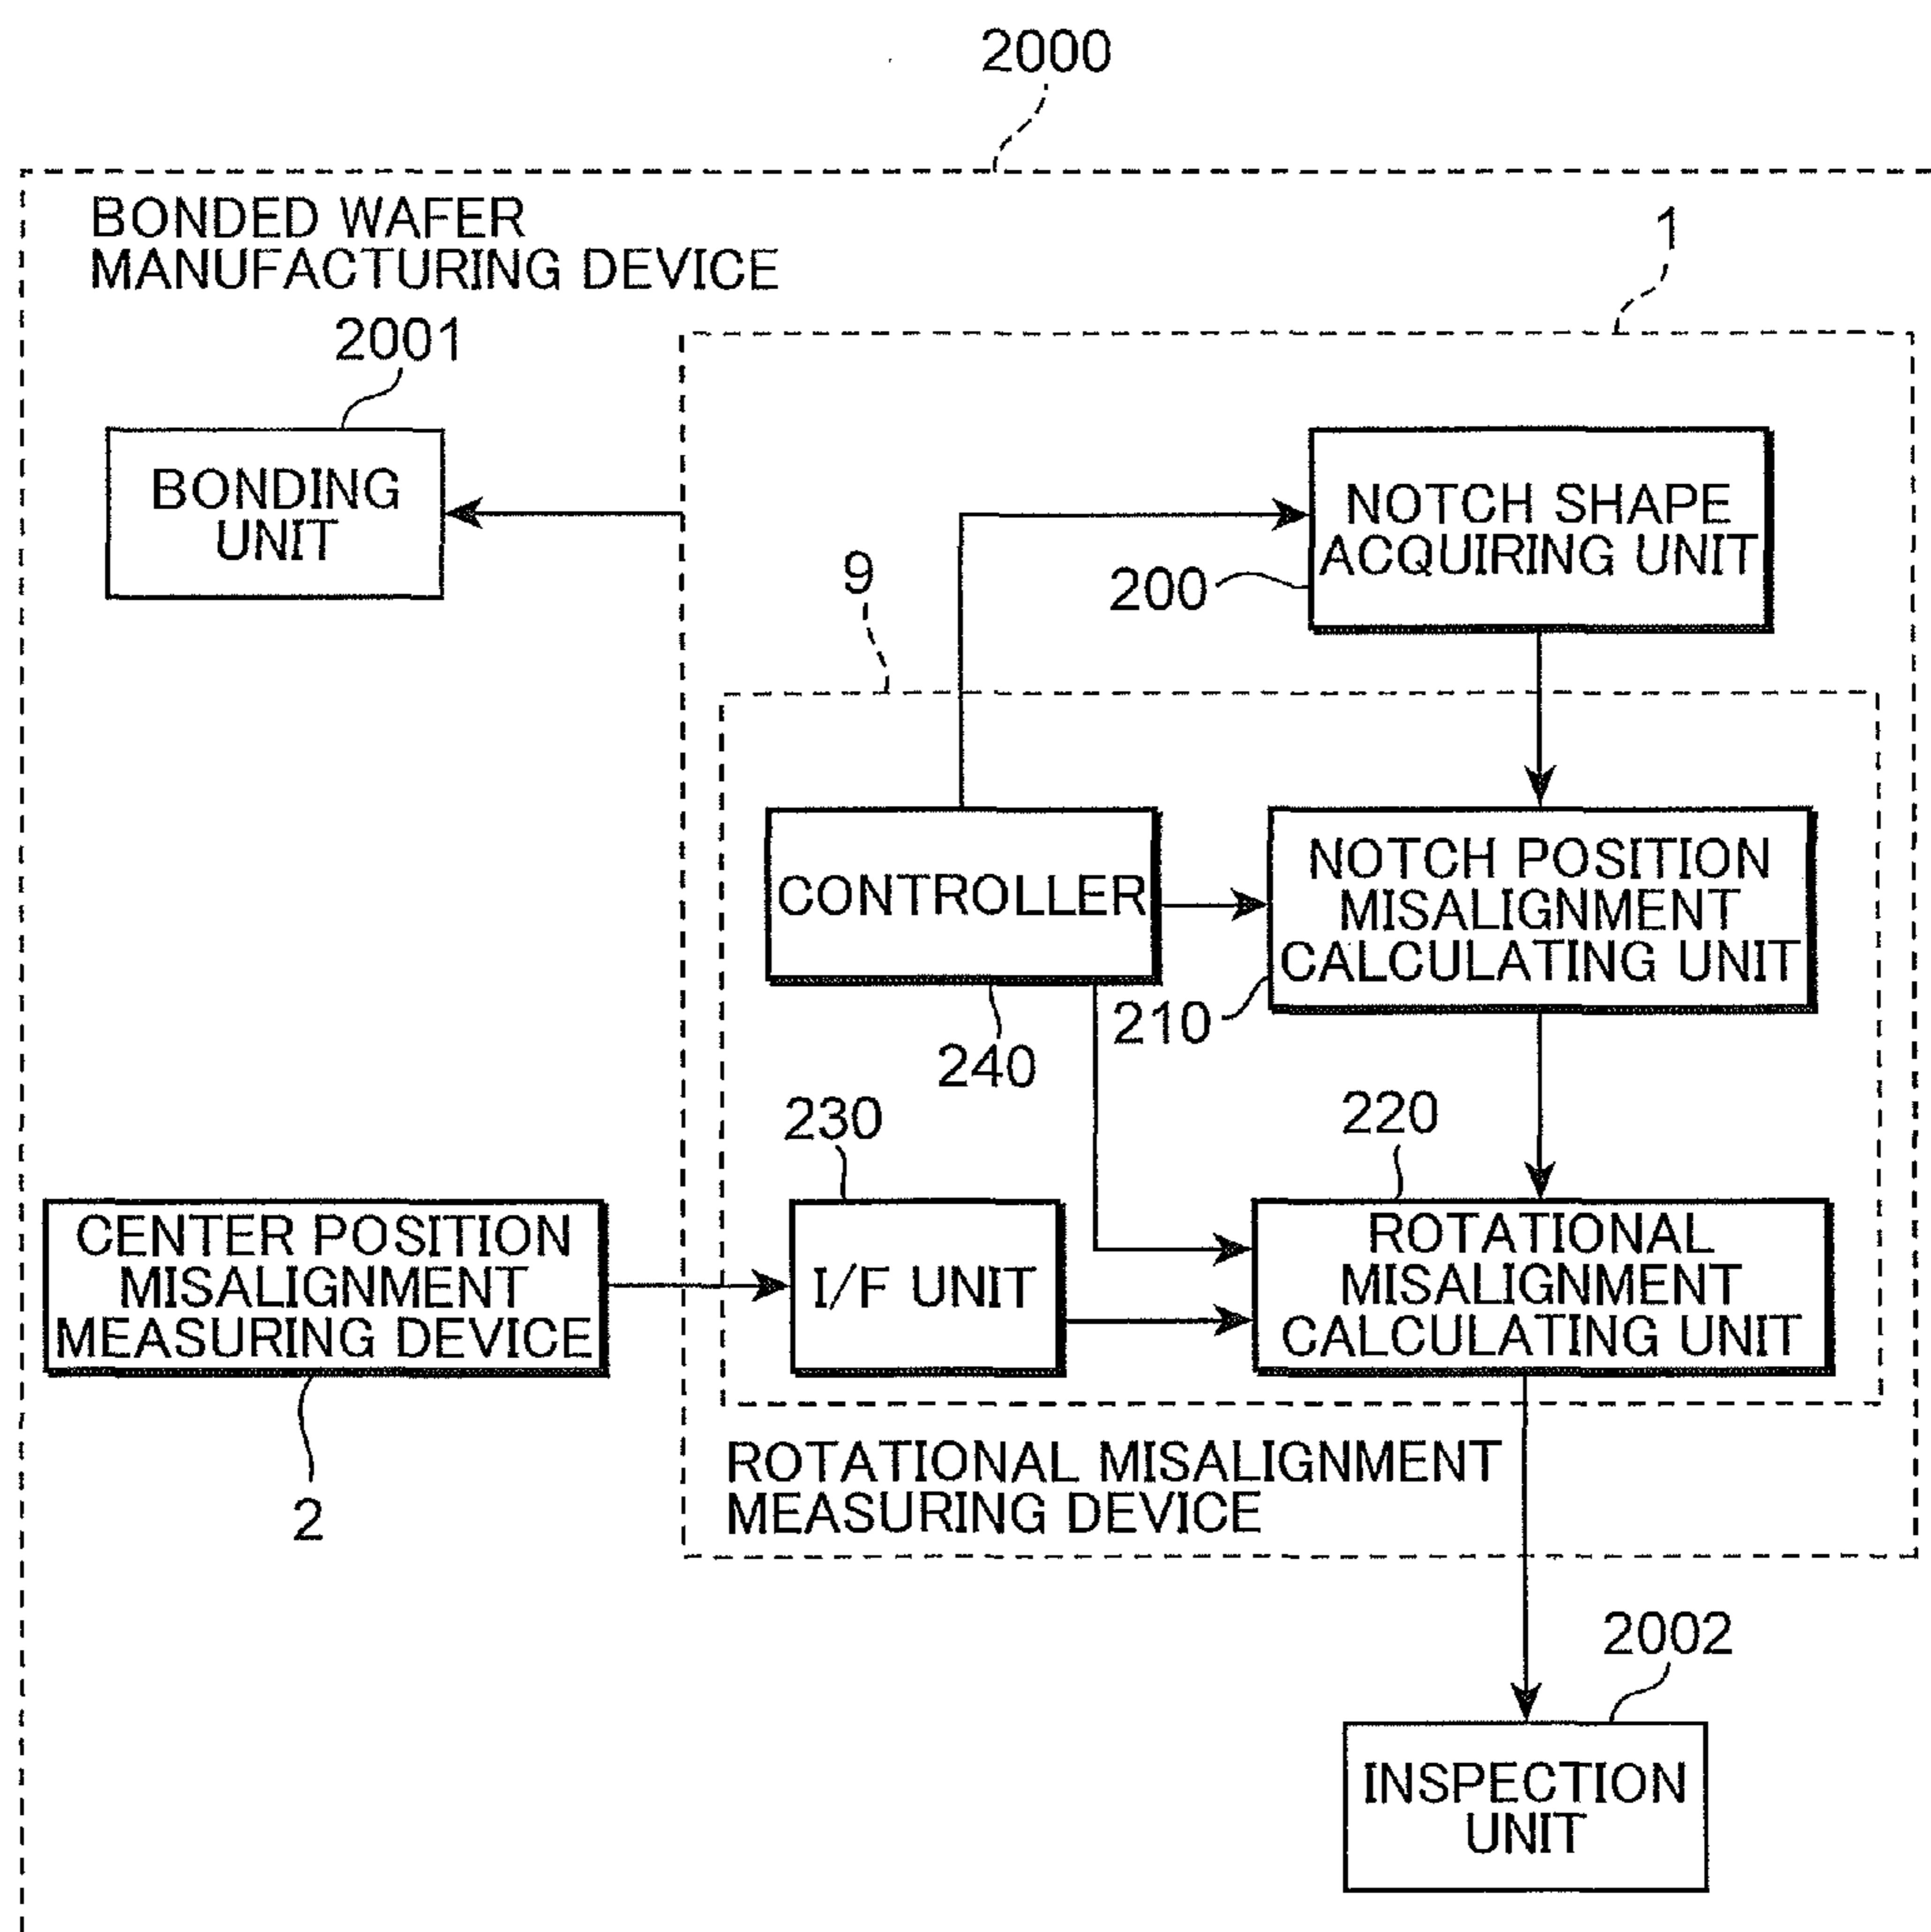 2000
BONDED WAFER
MANUFACTURING DEVICE
1
2001
BONDING
UNIT
NOTCH SHAPE
ACQUIRING UNIT
200
9
CONTROLLER
240
NOTCH POSITION
MISALIGNMENT
CALCULATING UNIT
210
230
220
CENTER POSITION
MISALIGNMENT
MEASURING DEVICE
2
I/F UNIT
ROTATIONAL
MISALIGNMENT
CALCULATING UNIT
ROTATIONAL MISALIGNMENT
MEASURING DEVICE
2002
INSPECTION
UNIT